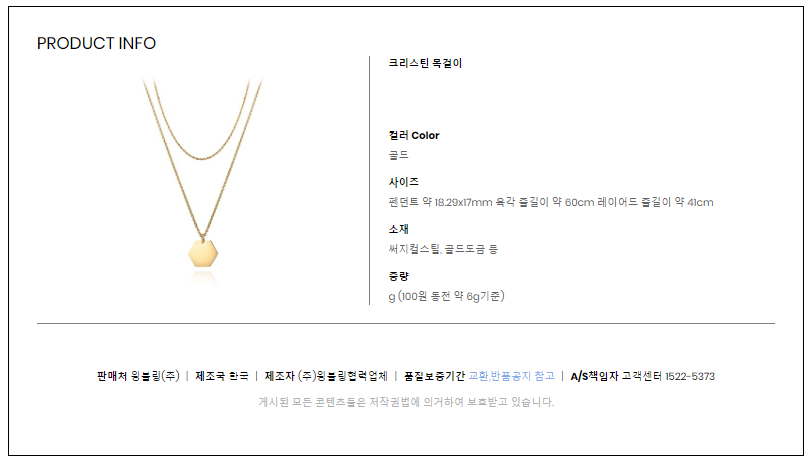 PRODUCT INFO
크리스틴 목걸이
컬러 Color
골드
사이즈
펜던트 약 18.29x17mm 육각 줄길이 약 60cm 레이어드 줄길이 약 41cm
소재
써지컬스틸, 골드도금 등
중량
g (100원 동전 약 6g기준)
판매처 윙블링(주) | 제조국 한국 | 제조자 (주)윙블링협력업체 | 품질보증기간 교환,반품공지 참고 | A/S책임자 고객센터 1522-5373
게시된 모든 콘텐츠들은 저작권법에 의거하여 보호받고 있습니다.